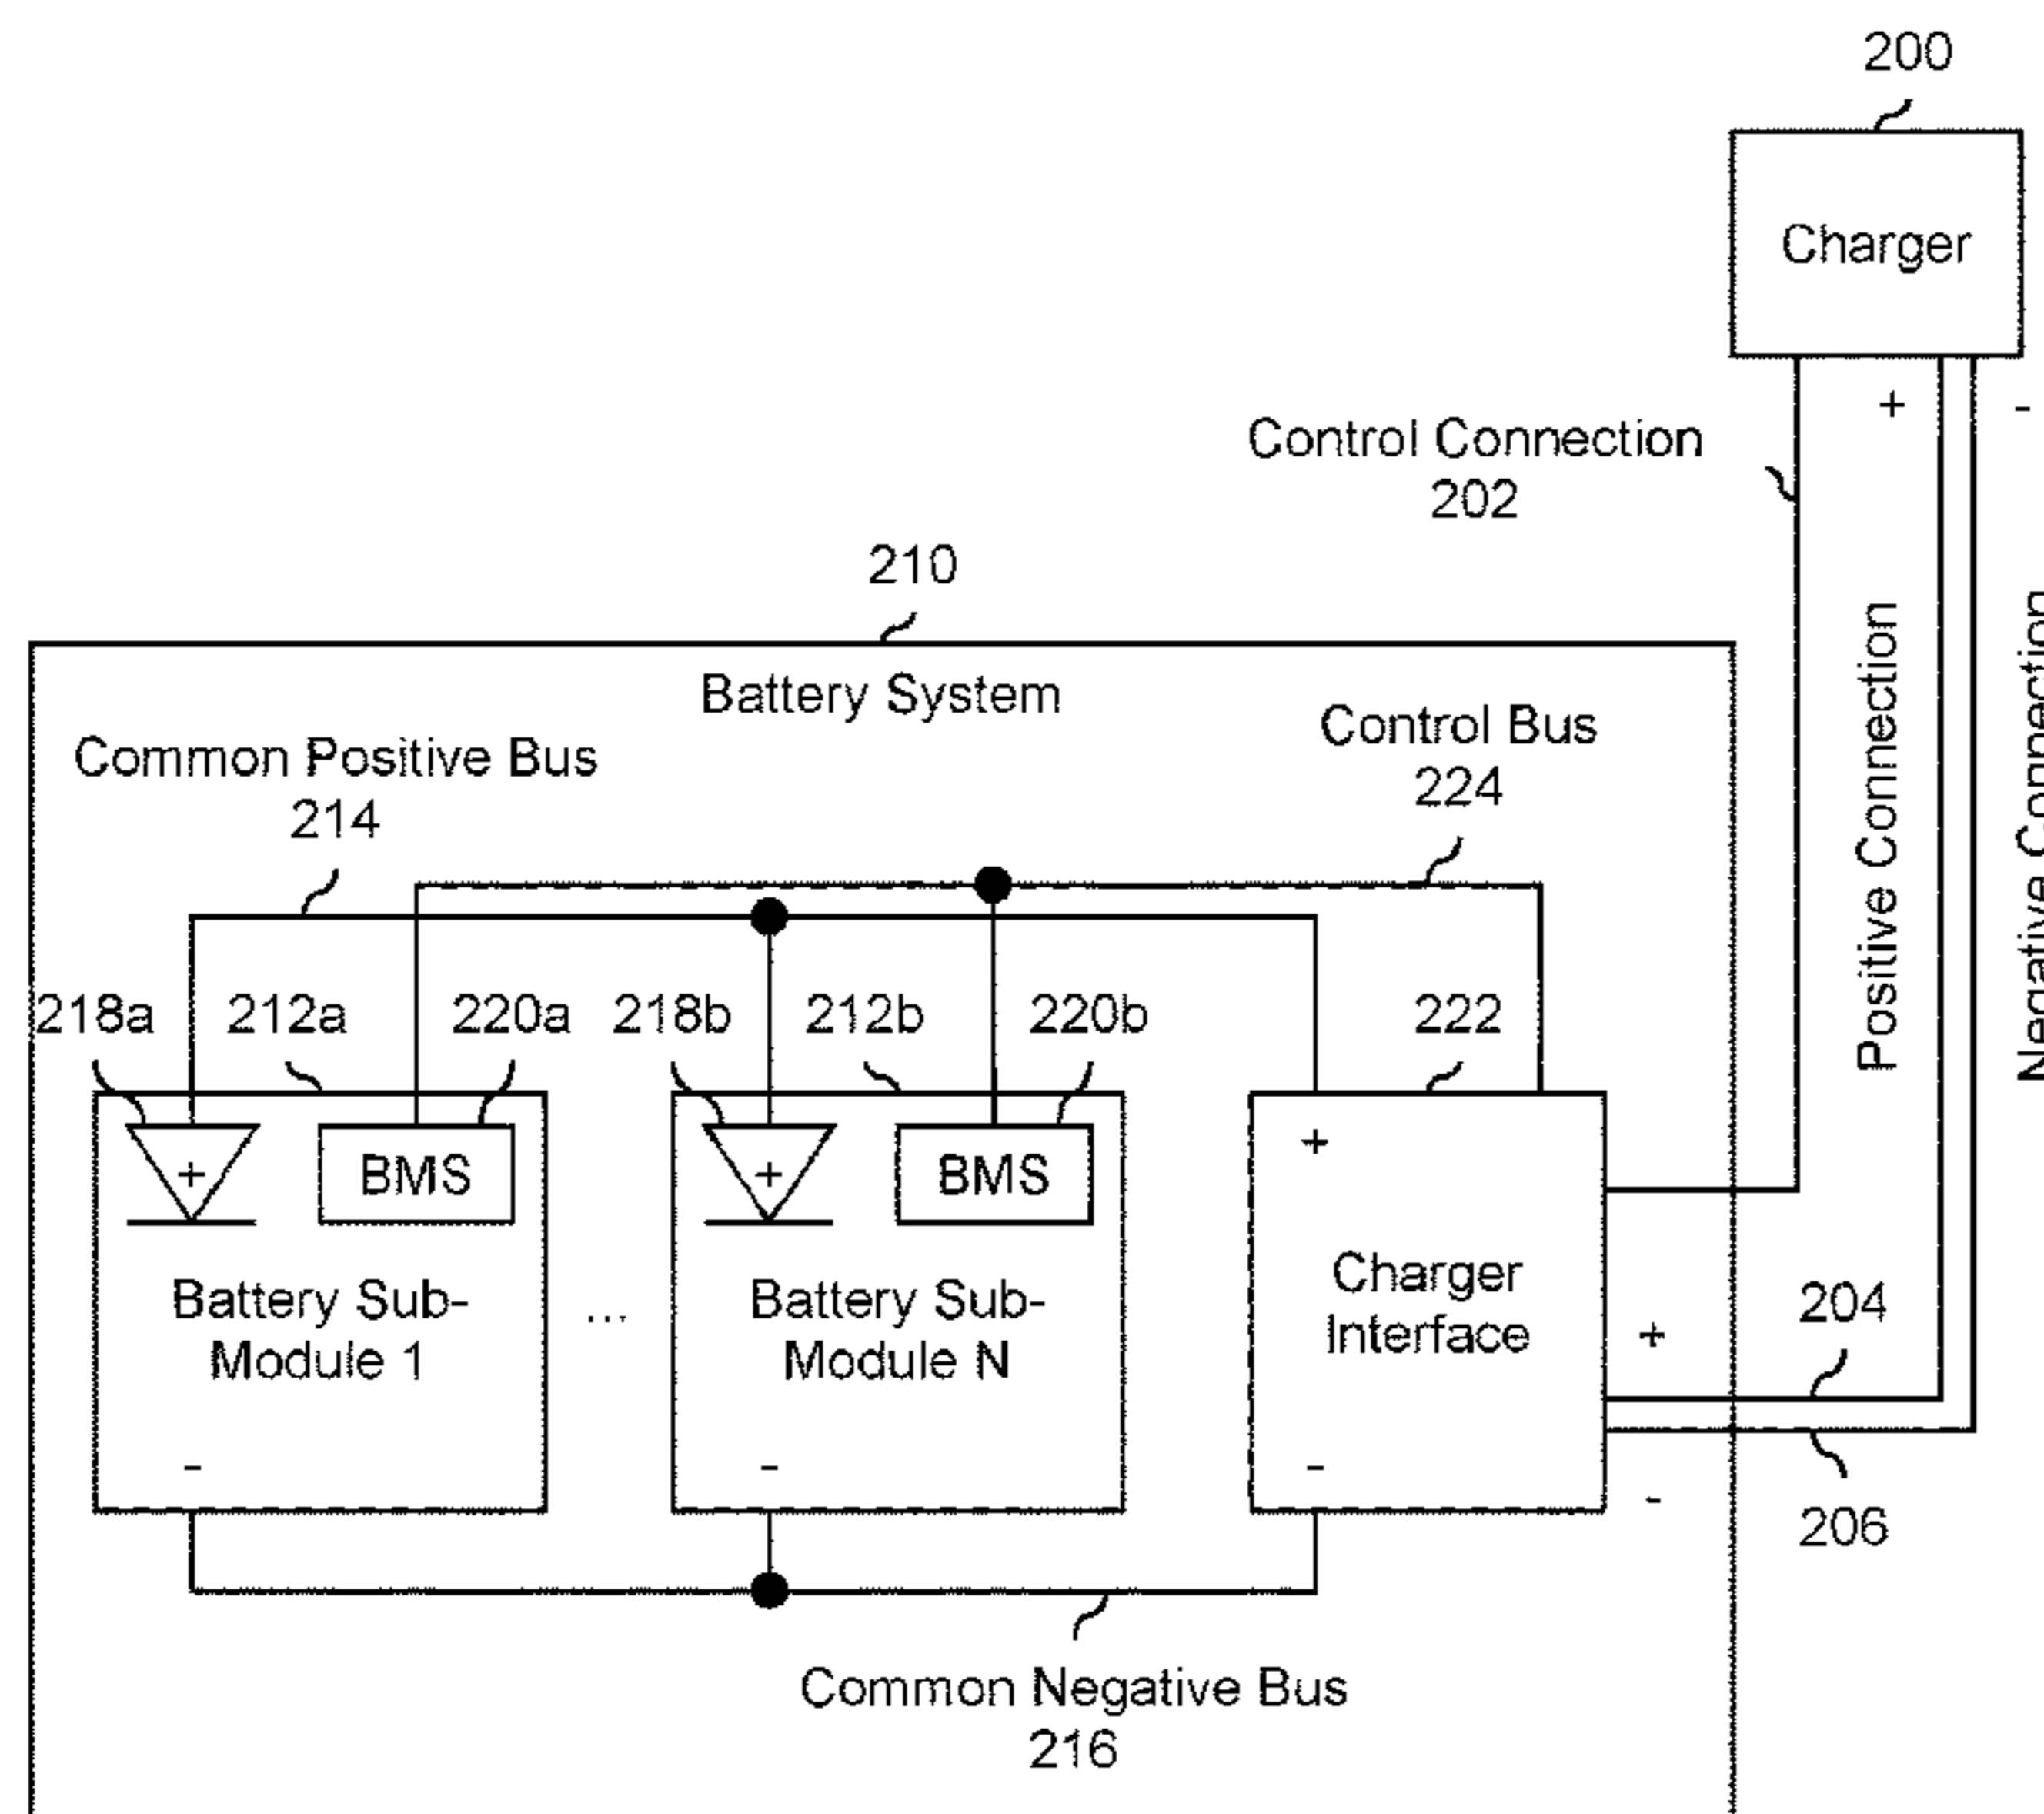 200
Charger
+
-
Control Connection
202
Positive Connection
Negative Connection
210
Battery System
Common Positive Bus
214
Control Bus
224
218a
212a
220a
218b
212b
220b
222
+
BMS
+
BMS
+
Battery Sub-
Module 1
...
Battery Sub-
Module N
Charger
Interface
+
204
-
-
-
-
206
Common Negative Bus
216